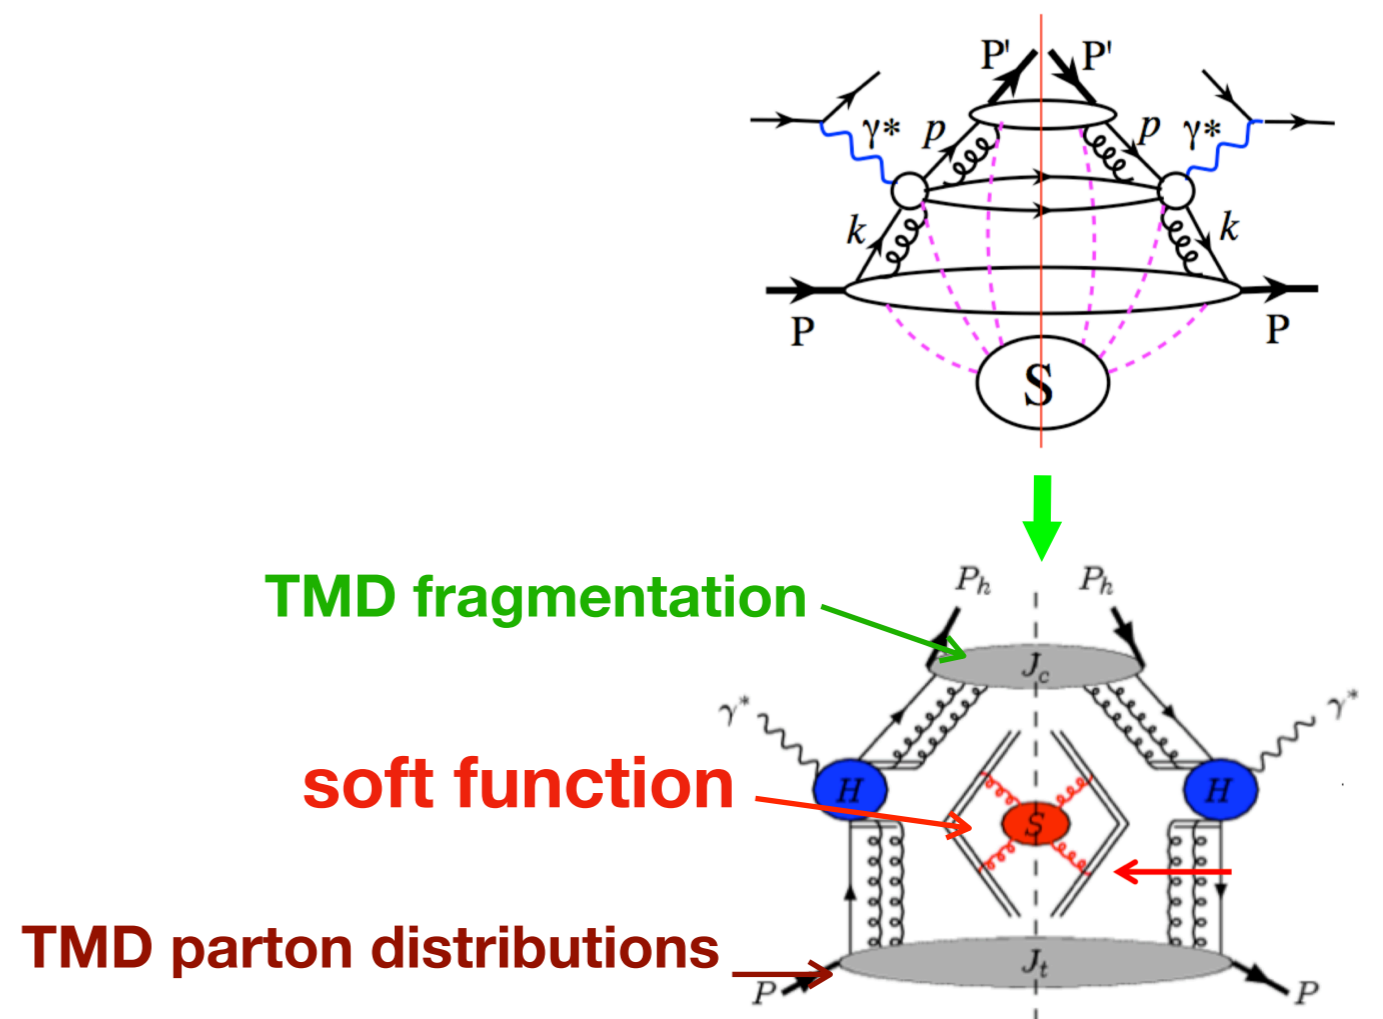 P' P'
γ* p p γ*
k k
P P
S
TMD fragmentation
P_h P_h
J_c
γ* γ*
soft function
H H
S
TMD parton distributions
J_t
P P